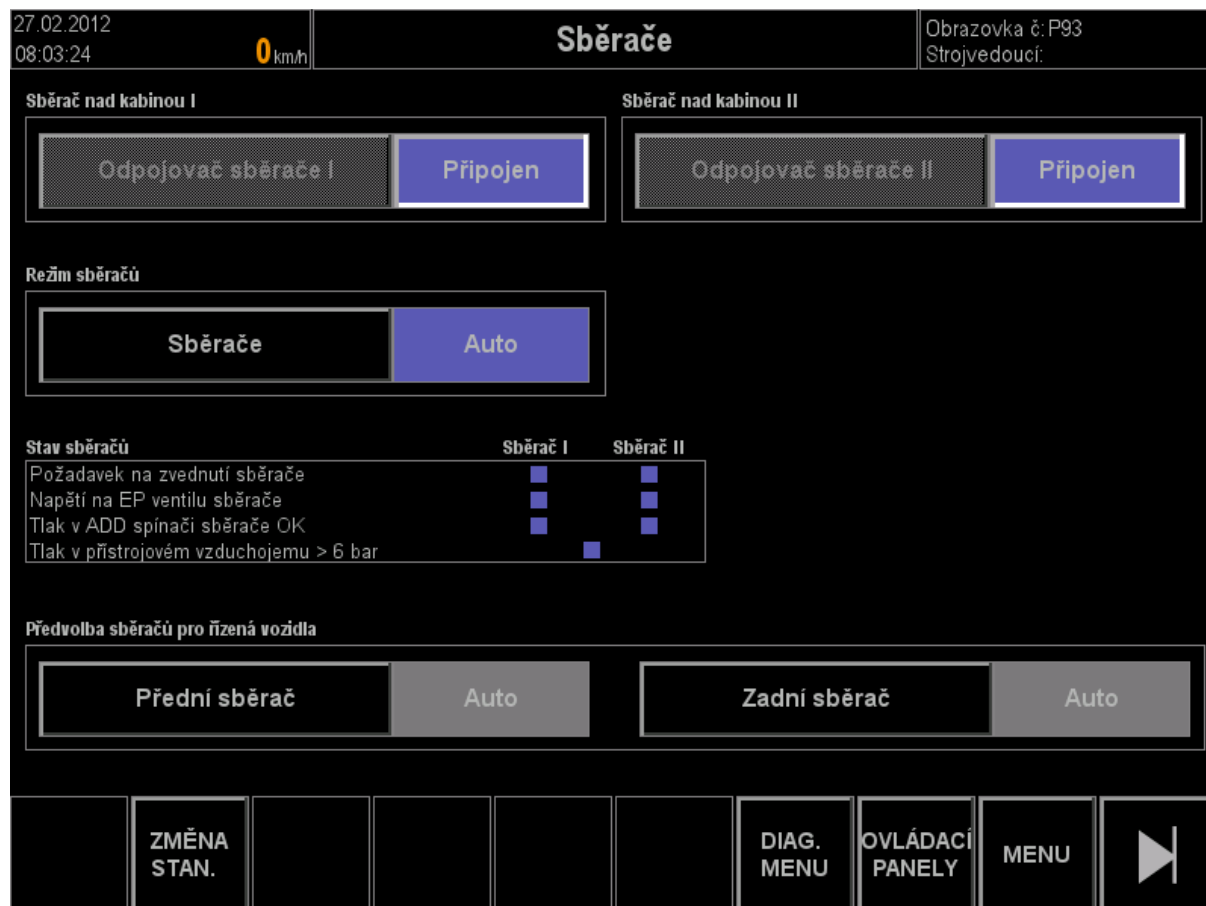 27.02.2012
08:03:24
0 km/h
Sběrače
Obrazovka č:P93
Strojvedoucí:
Sběrač nad kabinou I
Sběrač nad kabinou II
Odpojovač sběrače I
Připojen
Odpojovač sběrače II
Připojen
Režim sběračů
Sběrače
Auto
Stav sběračů
Sběrač I
Sběrač II
Požadavek na zvednutí sběrače
Napětí na EP ventilu sběrače
Tlak v ADD spínači sběrače OK
Tlak v přístrojovém vzduchojemu > 6 bar
Předvolba sběračů pro řízená vozidla
Přední sběrač
Auto
Zadní sběrač
Auto
ZMĚNA
STAN.
DIAG.
MENU
OVLÁDACÍ
PANELY
MENU